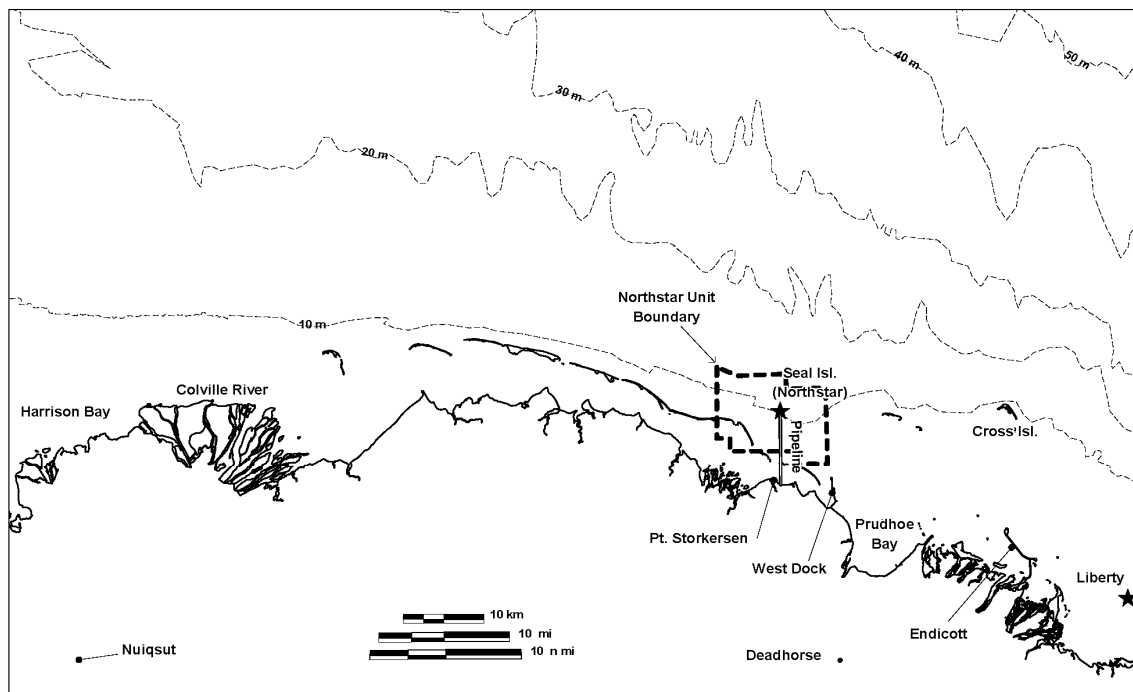 50 m
40 m
30 m
20 m
Northstar Unit
Boundary
10 m
Seal Isl.
(Northstar)
Colville River
Harrison Bay
Cross Isl.
Pipeline
Prudhoe
Bay
Pt. Storkersen
West Dock
Liberty
10 km
Endicott
10 mi
10 n mi
Nuiqsut
Deadhorse